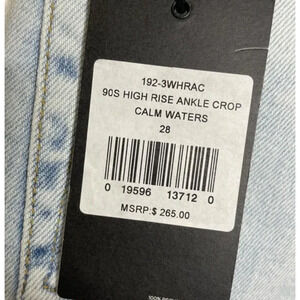 192-3WHRAC
90S HIGH RISE ANKLE CROP
CALM WATERS
28
0 19596 13712 0
MSRP:$ 265.00